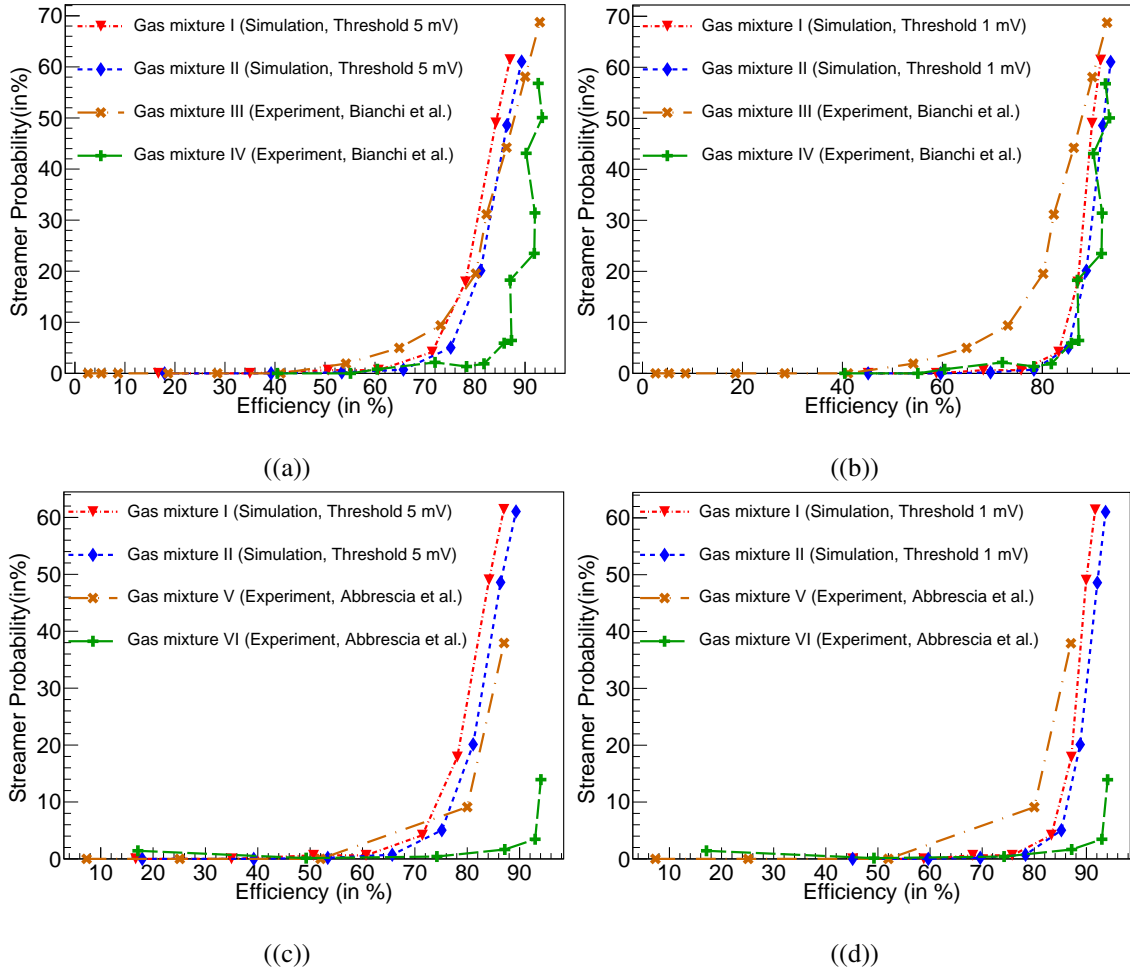 70
60
50
40
30
20
10
0
Streamer Probability(in%)
Gas mixture I (Simulation, Threshold 5 mV)
Gas mixture II (Simulation, Threshold 5 mV)
Gas mixture III (Experiment, Bianchi et al.)
Gas mixture IV (Experiment, Bianchi et al.)
0 10 20 30 40 50 60 70 80 90
Efficiency (in %)
((a))
70
60
50
40
30
20
10
0
Streamer Probability(in%)
Gas mixture I (Simulation, Threshold 1 mV)
Gas mixture II (Simulation, Threshold 1 mV)
Gas mixture III (Experiment, Bianchi et al.)
Gas mixture IV (Experiment, Bianchi et al.)
0 20 40 60 80
Efficiency (in %)
((b))
60
50
40
30
20
10
0
Streamer Probability(in%)
Gas mixture I (Simulation, Threshold 5 mV)
Gas mixture II (Simulation, Threshold 5 mV)
Gas mixture V (Experiment, Abbrescia et al.)
Gas mixture VI (Experiment, Abbrescia et al.)
10 20 30 40 50 60 70 80 90
Efficiency (in %)
((c))
60
50
40
30
20
10
0
Streamer Probability(in%)
Gas mixture I (Simulation, Threshold 1 mV)
Gas mixture II (Simulation, Threshold 1 mV)
Gas mixture V (Experiment, Abbrescia et al.)
Gas mixture VI (Experiment, Abbrescia et al.)
10 20 30 40 50 60 70 80 90
Efficiency (in %)
((d))